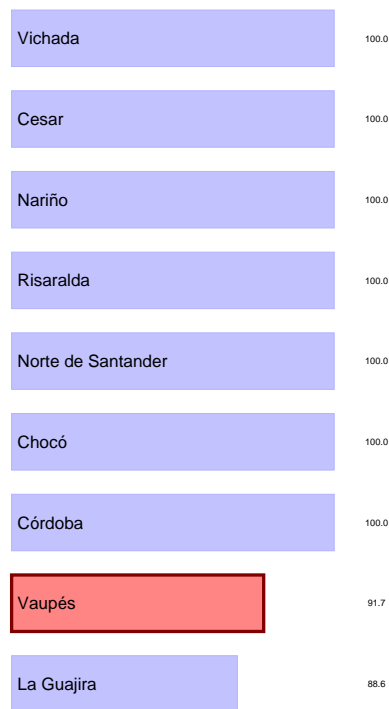 Vichada 100.0
Cesar 100.0
Nariño 100.0
Risaralda 100.0
Norte de Santander 100.0
Chocó 100.0
Córdoba 100.0
Vaupés 91.7
La Guajira 88.6